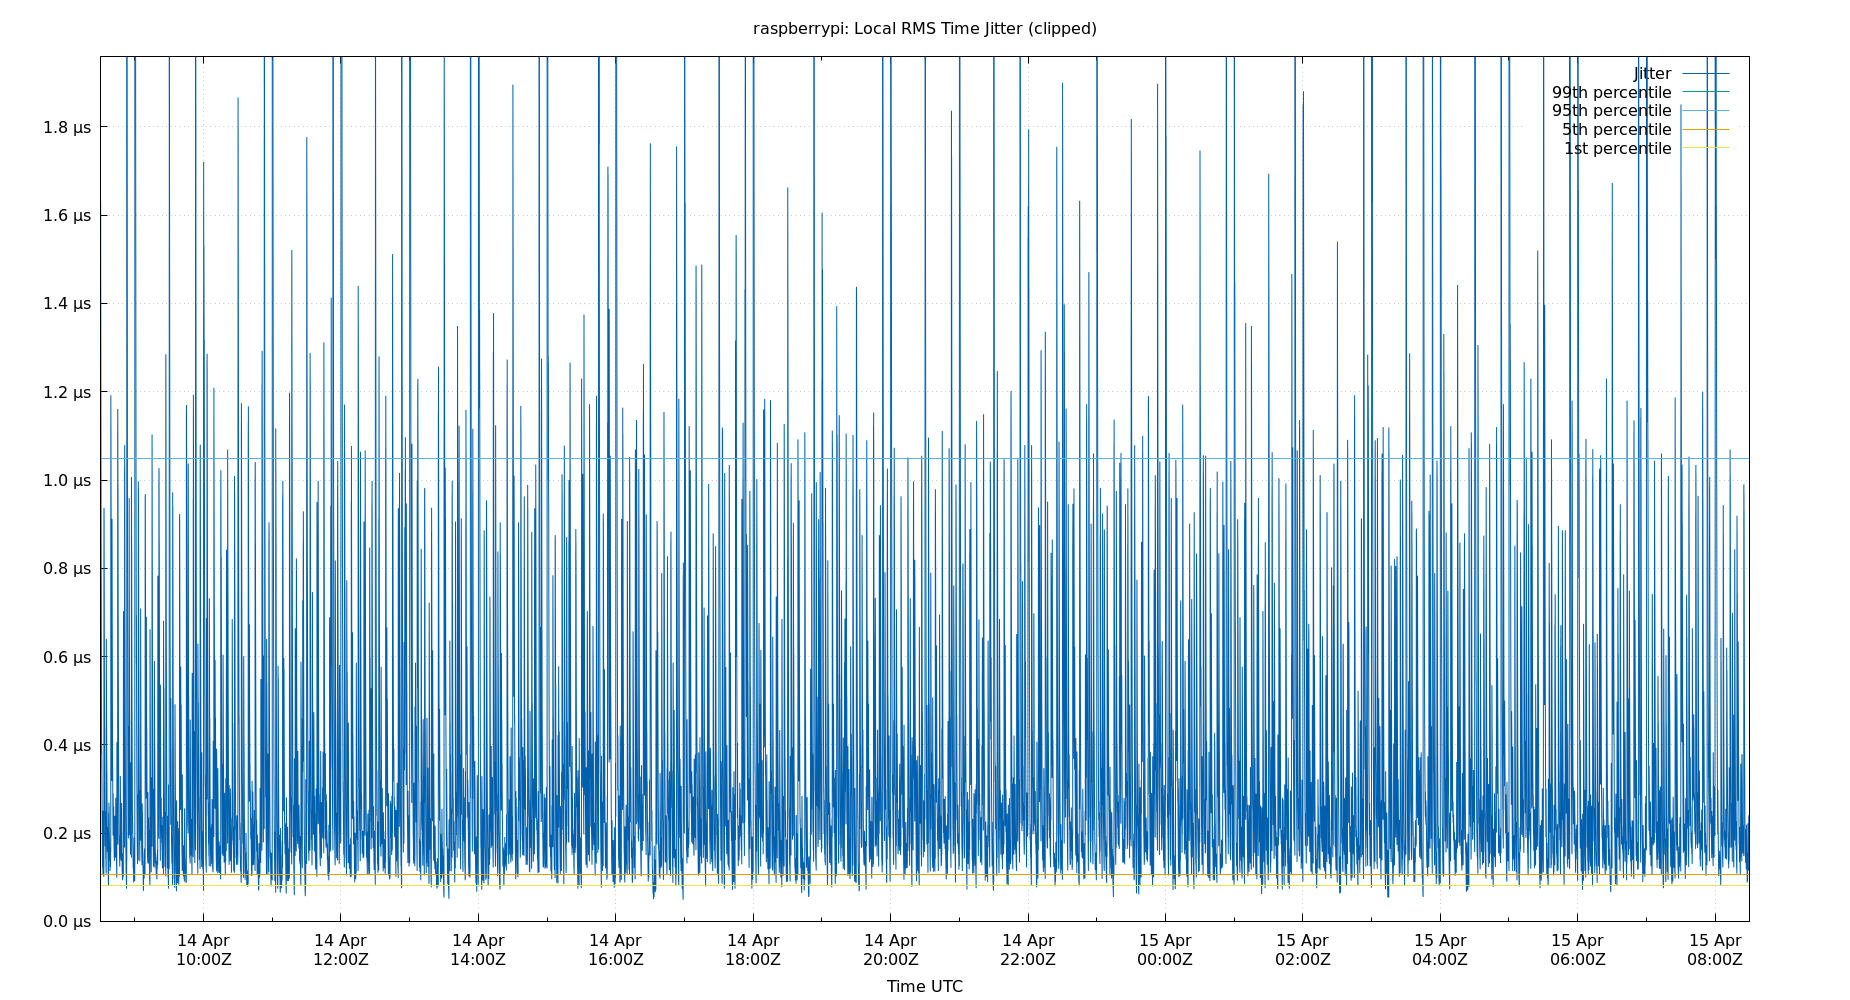 raspberrypi: Local RMS Time Jitter (clipped)
Jitter
99th percentile
95th percentile
5th percentile
1st percentile
1.8 μs
1.6 μs
1.4 μs
1.2 μs
1.0 μs
0.8 μs
0.6 μs
0.4 μs
0.2 μs
0.0 μs
14 Apr 14 Apr 14 Apr 14 Apr 14 Apr 14 Apr 14 Apr 15 Apr 15 Apr 15 Apr 15 Apr 15 Apr
10:00Z 12:00Z 14:00Z 16:00Z 18:00Z 20:00Z 22:00Z 00:00Z 02:00Z 04:00Z 06:00Z 08:00Z
Time UTC